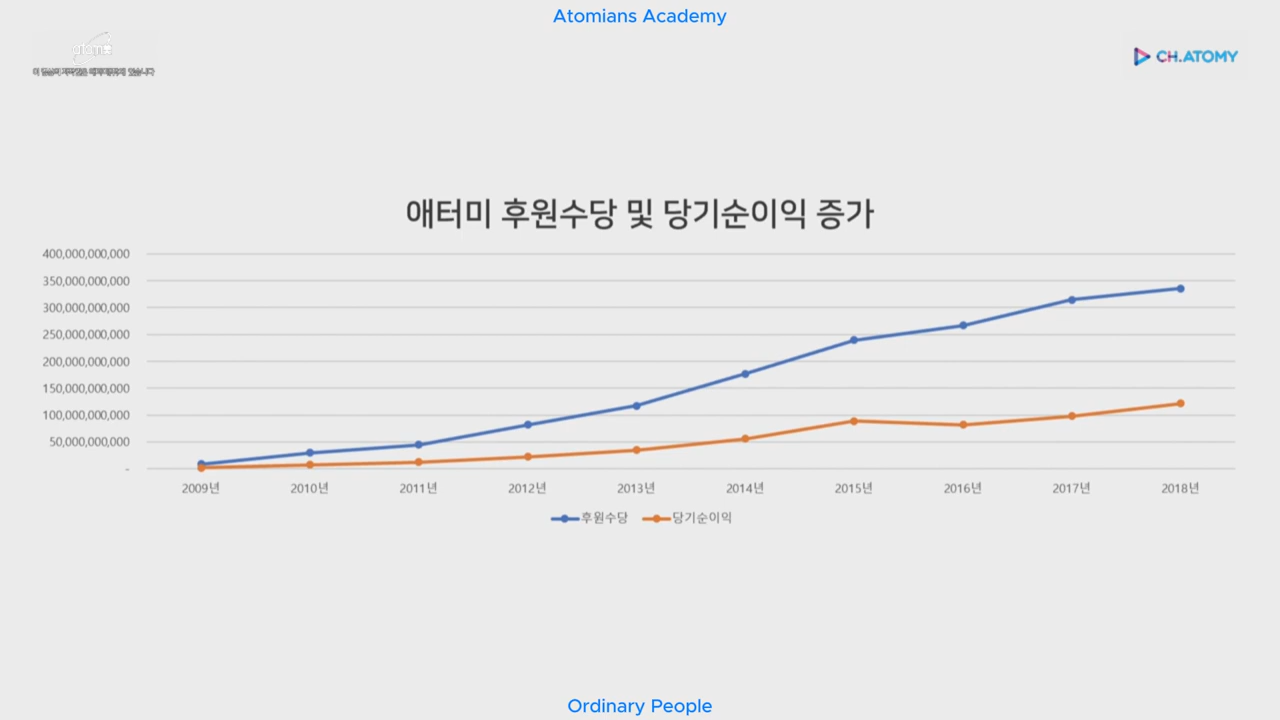 Atomians Academy
CH.ATOMY
애터미 후원수당 및 당기순이익 증가
400,000,000,000
350,000,000,000
300,000,000,000
250,000,000,000
200,000,000,000
150,000,000,000
100,000,000,000
50,000,000,000
-
2009년 2010년 2011년 2012년 2013년 2014년 2015년 2016년 2017년 2018년
후원수당 당기순이익
Ordinary People